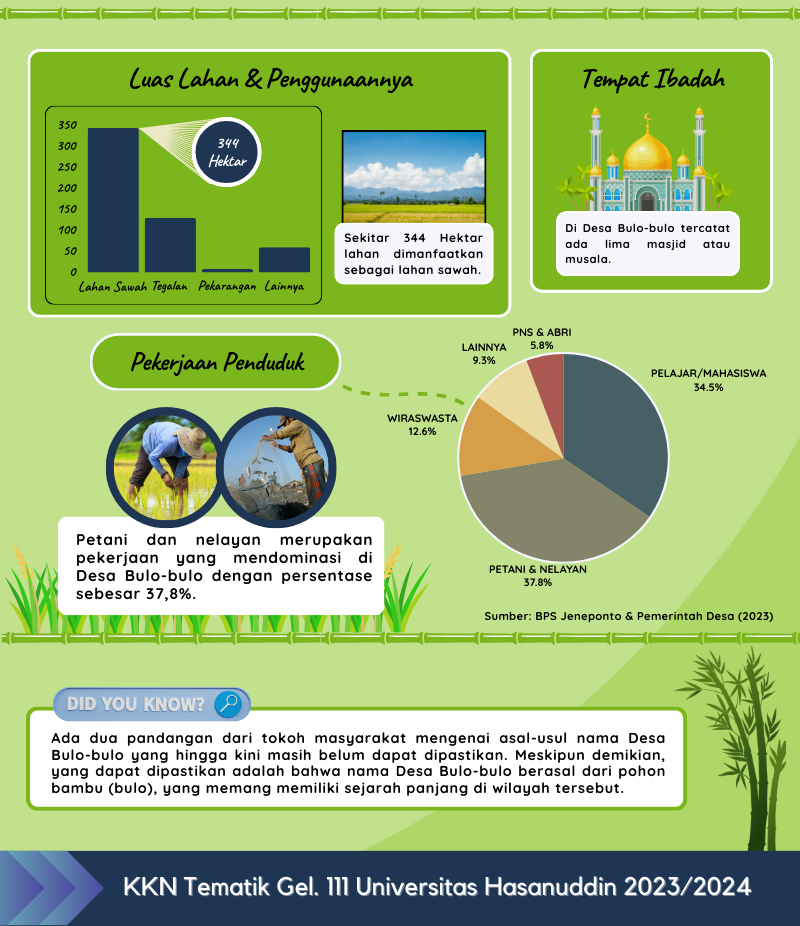 Luas Lahan & Penggunaannya
350
300
250
200
150
100
50
0
Lahan Sawah Tegalan Pekarangan Lainnya
344
Hektar
Sekitar 344 Hektar
lahan dimanfaatkan
sebagai lahan sawah.
Tempat Ibadah
Di Desa Bulo-bulo tercatat
ada lima masjid atau
musala.
Pekerjaan Penduduk
PNS & ABRI
5.8%
LAINNYA
9.3%
PELAJAR/MAHASISWA
34.5%
WIRASWASTA
12.6%
PETANI & NELAYAN
37.8%
Petani dan nelayan merupakan
pekerjaan yang mendominasi di
Desa Bulo-bulo dengan persentase
sebesar 37,8%.
Sumber: BPS Jeneponto & Pemerintah Desa (2023)
DID YOU KNOW?
Ada dua pandangan dari tokoh masyarakat mengenai asal-usul nama Desa
Bulo-bulo yang hingga kini masih belum dapat dipastikan. Meskipun demikian,
yang dapat dipastikan adalah bahwa nama Desa Bulo-bulo berasal dari pohon
bambu (bulo), yang memang memiliki sejarah panjang di wilayah tersebut.
KKN Tematik Gel. 111 Universitas Hasanuddin 2023/2024